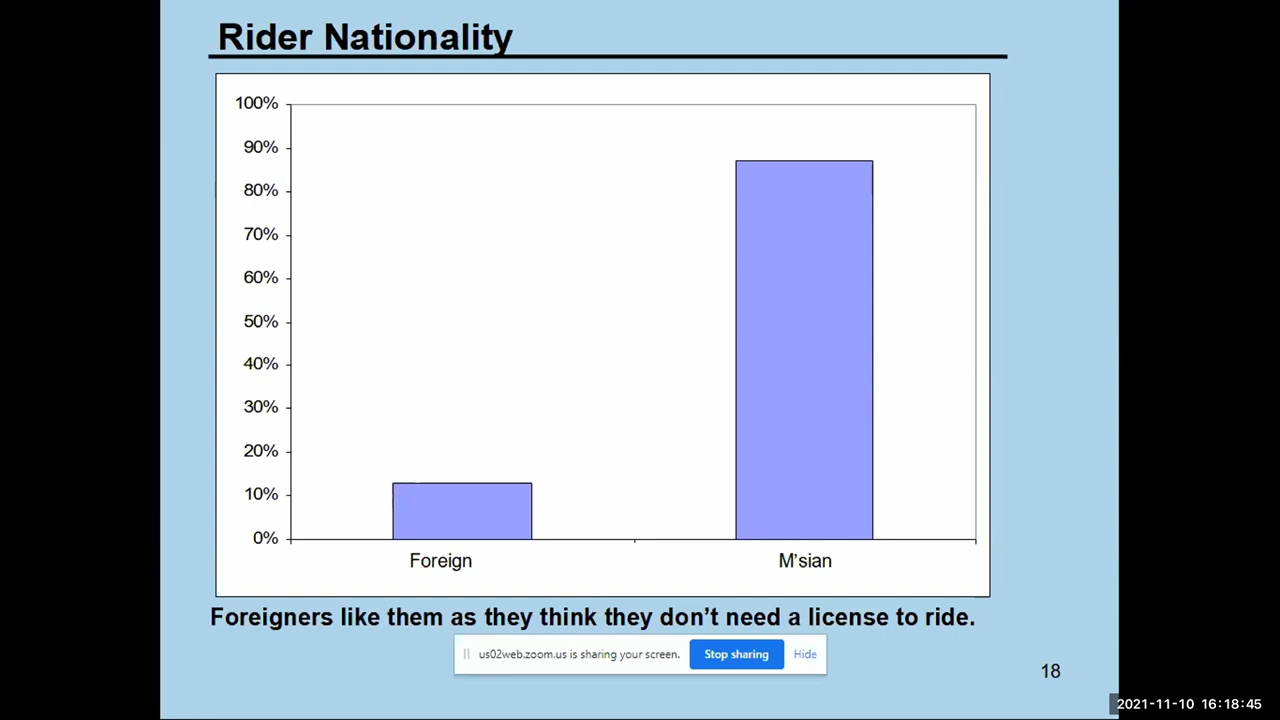 Rider Nationality
100%
90%
80%
70%
60%
50%
40%
30%
20%
10%
0%
Foreign
M’sian
Foreigners like them as they think they don’t need a license to ride.
us02web.zoom.us is sharing your screen.
Stop sharing
Hide
18
2021-11-10 16:18:45